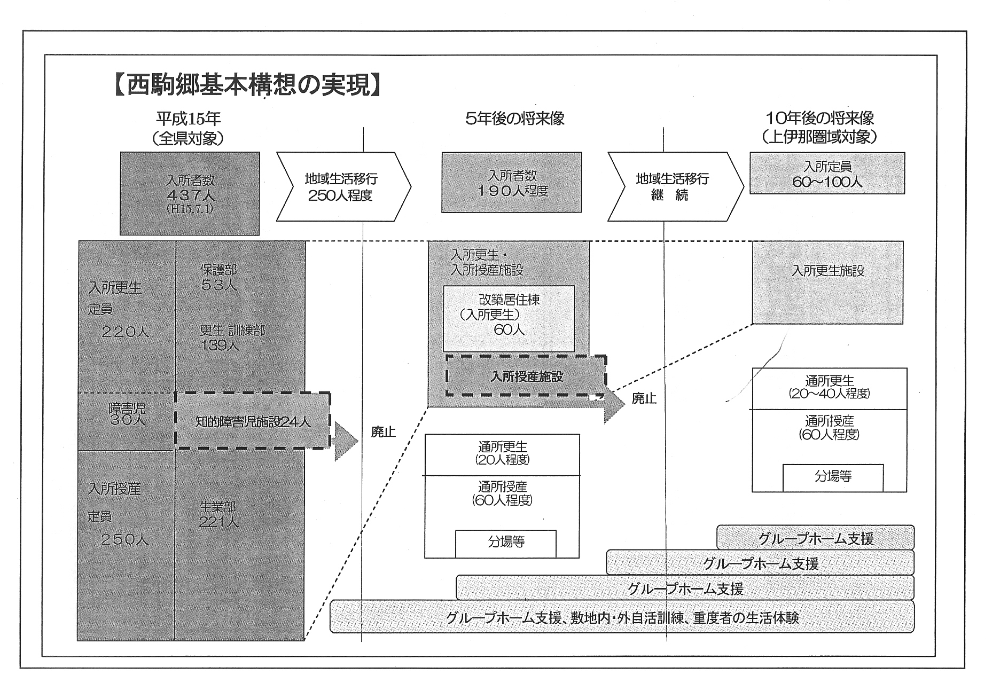 【西駒郷基本構想の実現】
平成15年
（全県対象）
5年後の将来像
10年後の将来像
（上伊那圏域対象）
入所者数
437人
(H15.7.1)
地域生活移行
250人程度
入所者数
190人程度
地域生活移行
継　続
入所定員
60～100人
入所更生
定員
220人
保護部
53人
更生 訓練部
139人
障害児
30人
知的障害児施設24人
廃止
入所授産
定員
250人
生業部
221人
入所更生・
入所授産施設
改築居住棟
（入所更生）
60人
入所授産施設
廃止
通所更生
(20人程度)
通所授産
(60人程度)
分場等
入所更生施設
通所更生
(20～40人程度)
通所授産
(60人程度)
分場等
グループホーム支援
グループホーム支援
グループホーム支援
グループホーム支援、敷地内・外自活訓練、重度者の生活体験